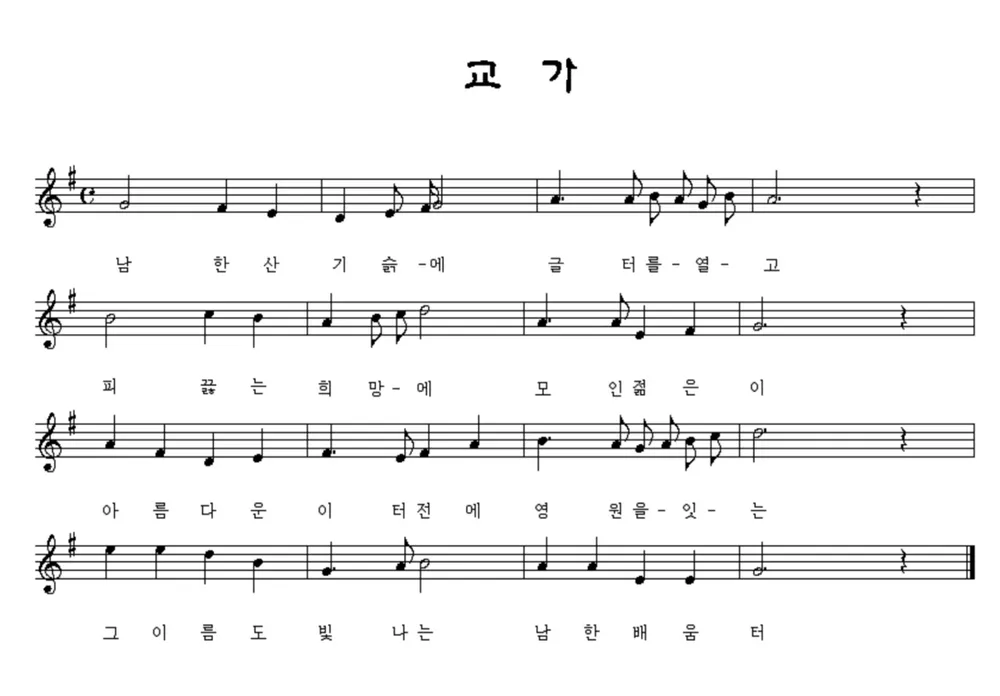 교 가
남 한 산 기 슭 -에 글 터 를 - 열 - 고
피 끓 는 희 망 - 에 모 인 젊 은 이
아 름 다 운 이 터 전 에 영 원 을 - 잇 - 는
그 이 름 도 빛 나 는 남 한 배 움 터